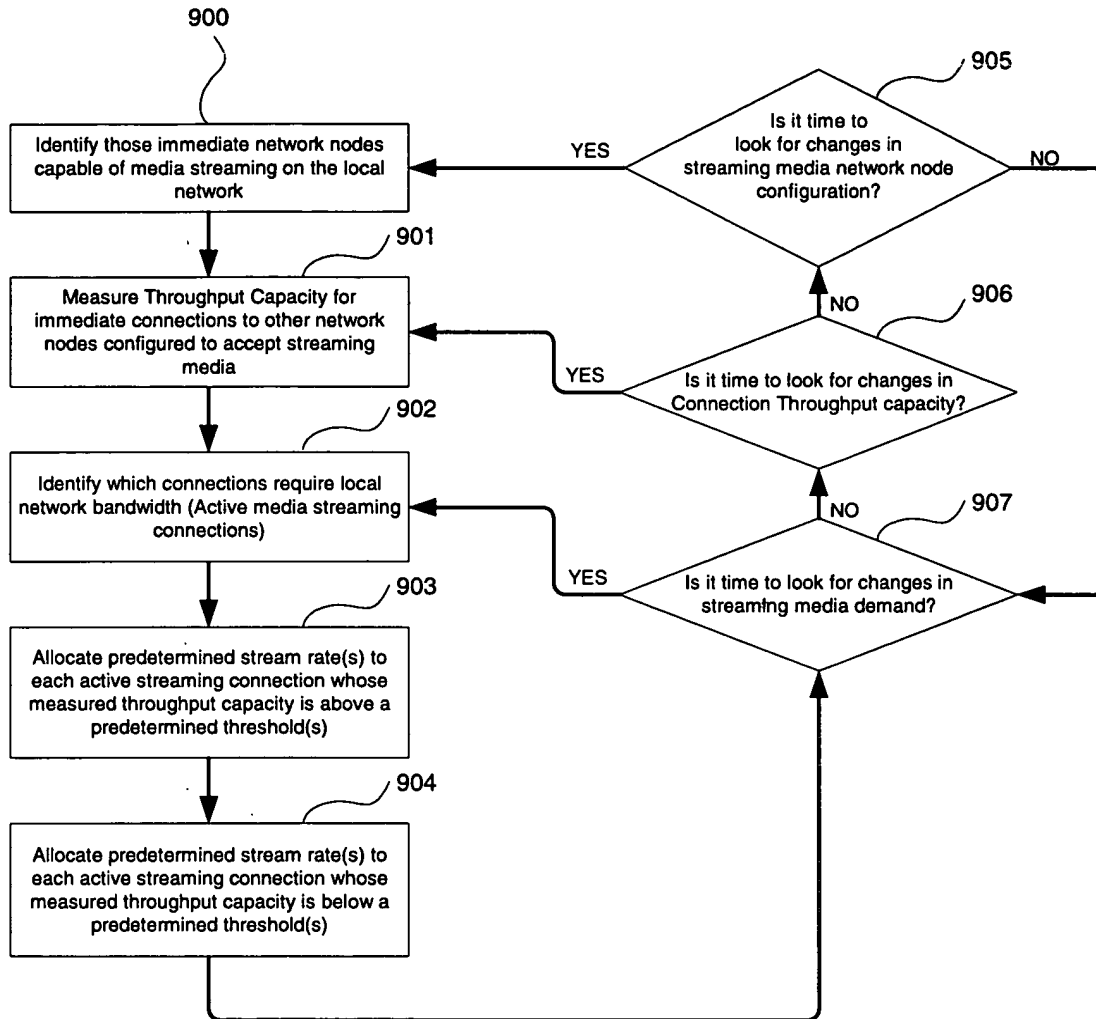 900
Identify those immediate network nodes
capable of media streaming on the local
network
901
Measure Throughput Capacity for
immediate connections to other network
nodes configured to accept streaming
media
902
Identify which connections require local
network bandwidth (Active media streaming
connections)
903
Allocate predetermined stream rate(s) to
each active streaming connection whose
measured throughput capacity is above a
predetermined threshold(s)
904
Allocate predetermined stream rate(s) to
each active streaming connection whose
measured throughput capacity is below a
predetermined threshold(s)
905
Is it time to
look for changes in
streaming media network node
configuration?
YES
NO
906
NO
Is it time to look for changes in
Connection Throughput capacity?
YES
907
NO
Is it time to look for changes in
streaming media demand?
YES